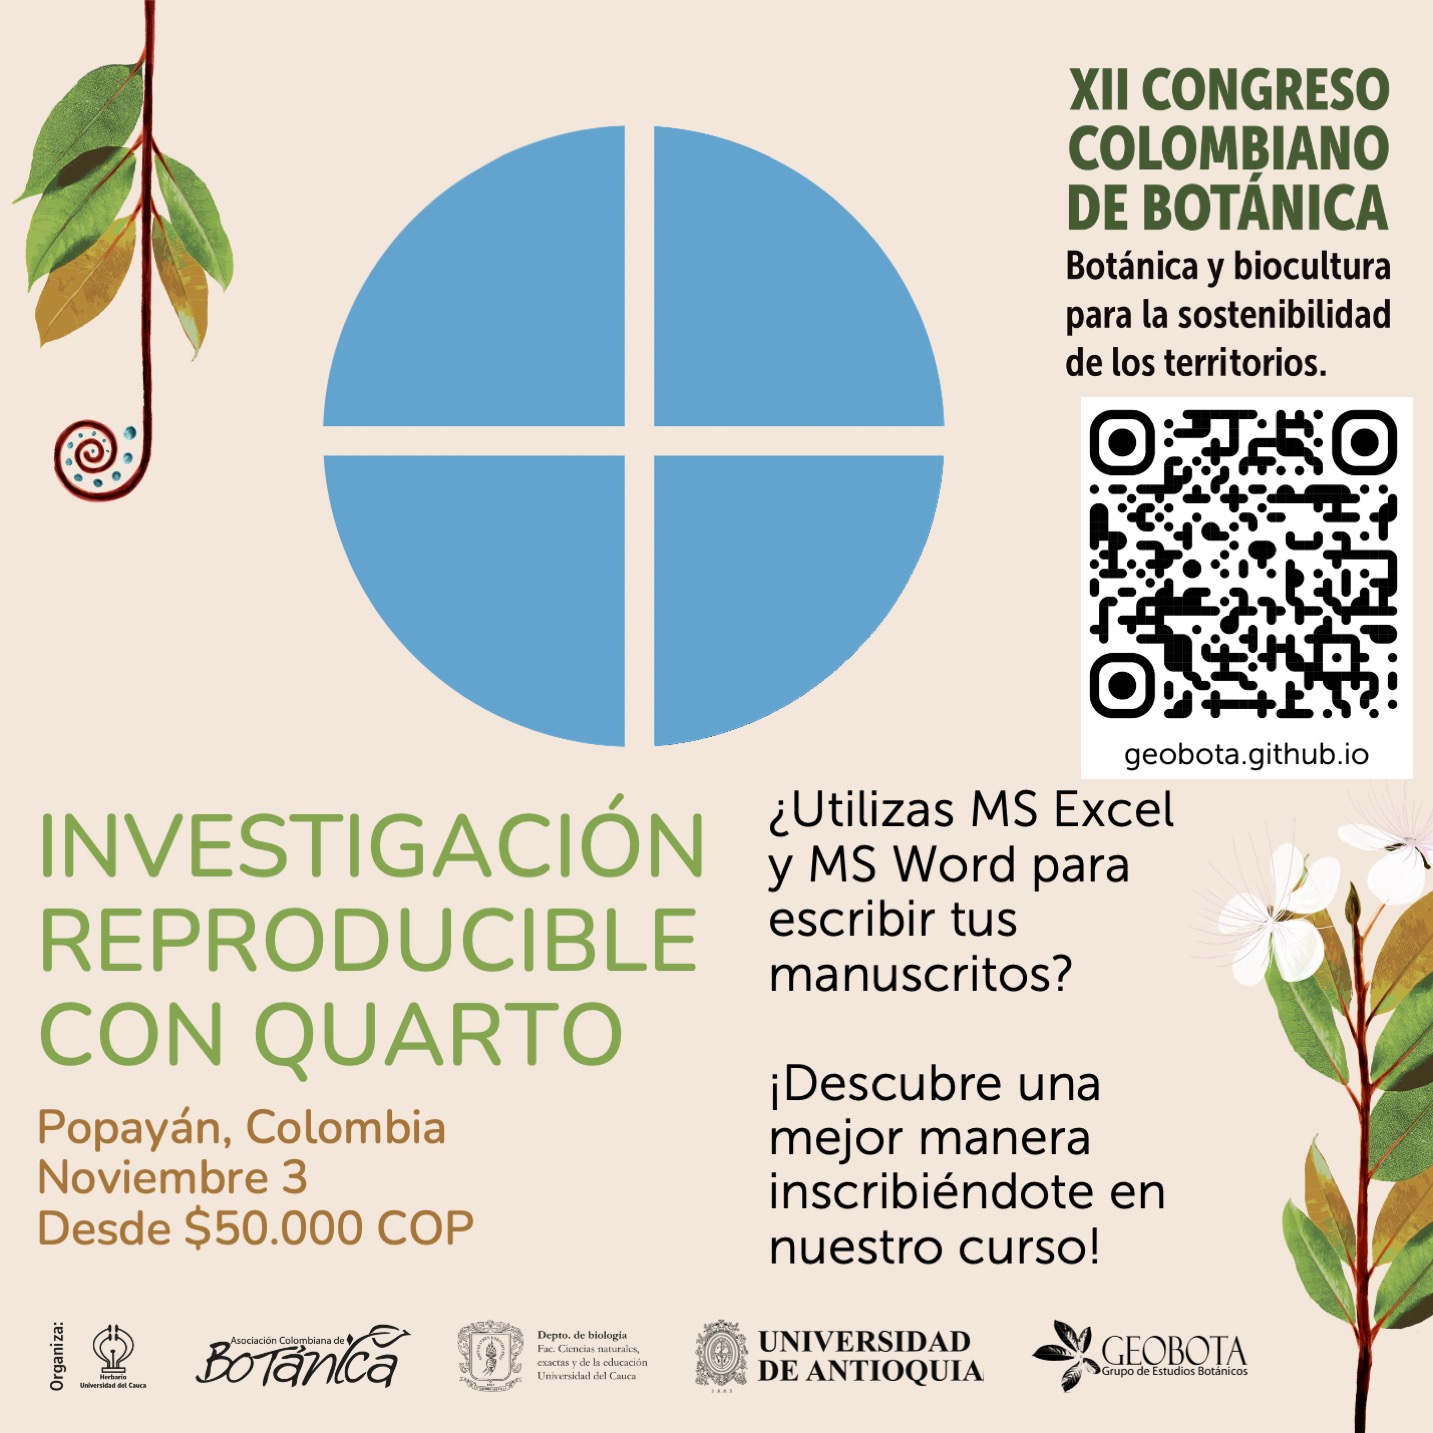 XII CONGRESO
COLOMBIANO
DE BOTÁNICA
Botánica y biocultura
para la sostenibilidad
de los territorios.
geobota.github.io
INVESTIGACIÓN
REPRODUCIBLE
CON QUARTO
Popayán, Colombia
Noviembre 3
Desde $50.000 COP
¿Utilizas MS Excel
y MS Word para
escribir tus
manuscritos?
¡Descubre una
mejor manera
inscribiéndote en
nuestro curso!
Organiza:
Herbario
Universidad del Cauca
Asociación Colombiana de
BOTÁNICA
Depto. de biología
Fac. Ciencias naturales,
exactas y de la educación
Universidad del Cauca
UNIVERSIDAD
DE ANTIOQUIA
GEOBOTA
Grupo de Estudios Botánicos